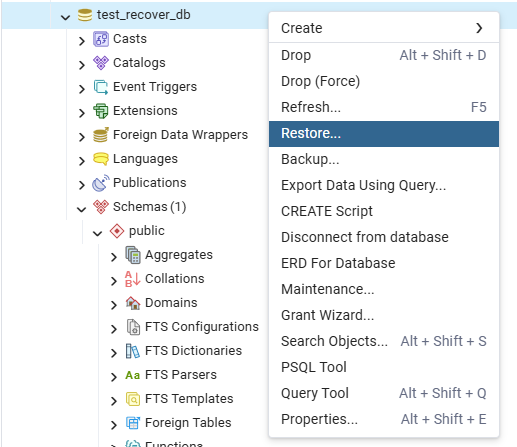 test_recover_db
Casts
Catalogs
Event Triggers
Extensions
Foreign Data Wrappers
Languages
Publications
Schemas (1)
public
Aggregates
Collations
Domains
FTS Configurations
FTS Dictionaries
FTS Parsers
Aa
FTS Templates
Foreign Tables
Functions
Create
Drop Alt + Shift + D
Drop (Force)
Refresh... F5
Restore...
Backup...
Export Data Using Query...
CREATE Script
Disconnect from database
ERD For Database
Maintenance...
Grant Wizard...
Search Objects... Alt + Shift + S
PSQL Tool
Query Tool Alt + Shift + Q
Properties... Alt + Shift + E